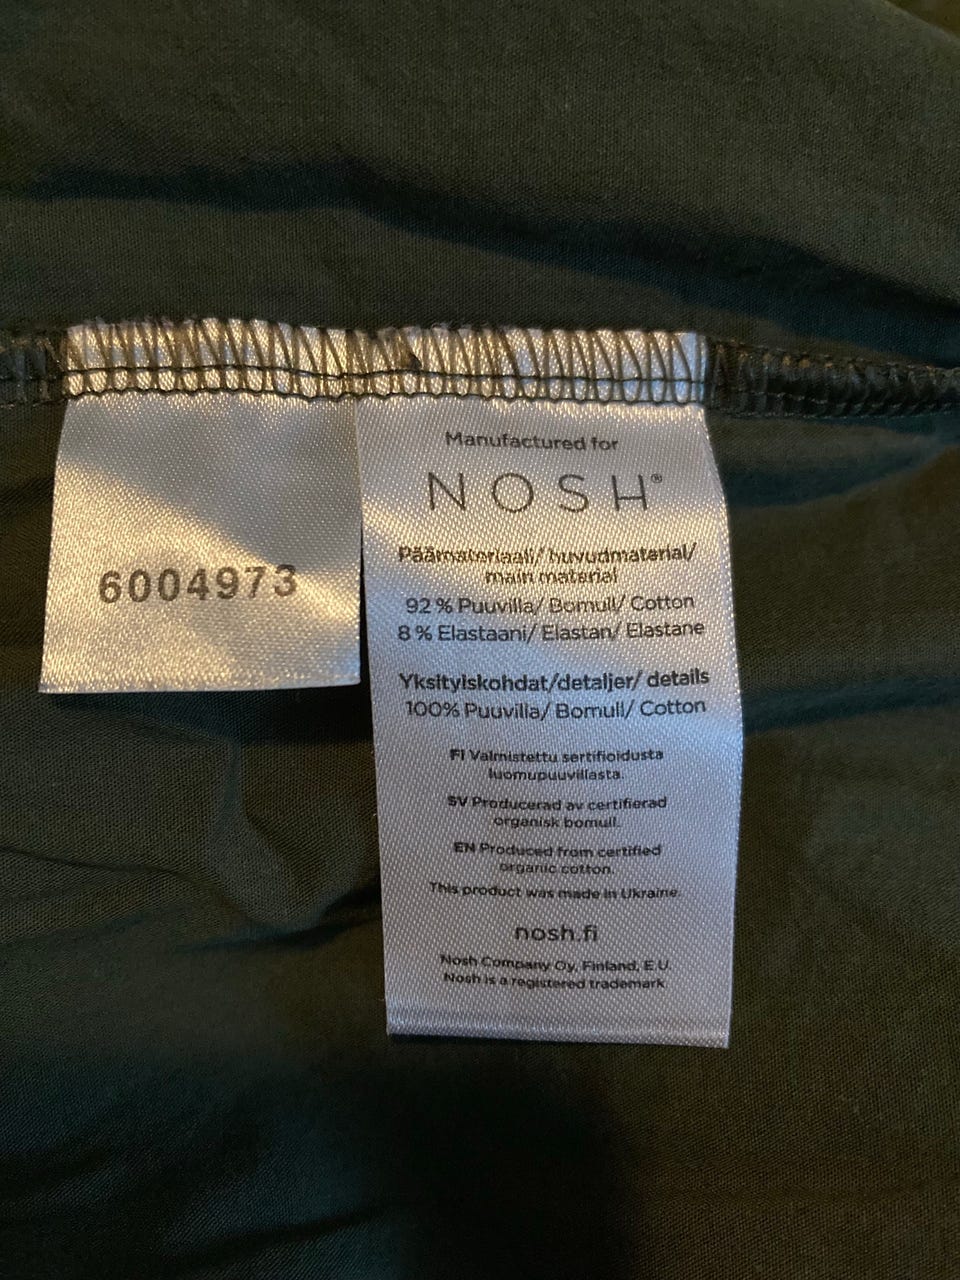 6004973
Manufactured for
NOSH®
Päämateriaali/ huvudmaterial/
main material
92 % Puuvilla/ Bomull/ Cotton
8 % Elastaani/ Elastan/ Elastane
Yksityiskohdat/detaljer/ details
100% Puuvilla/ Bomull/ Cotton
FI Valmistettu sertifioidusta
luomupuuvillasta.
SV Producerad av certifierad
organisk bomull.
EN Produced from certified
organic cotton.
This product was made in Ukraine.
nosh.fi
Nosh Company Oy, Finland, E.U.
Nosh is a registered trademark